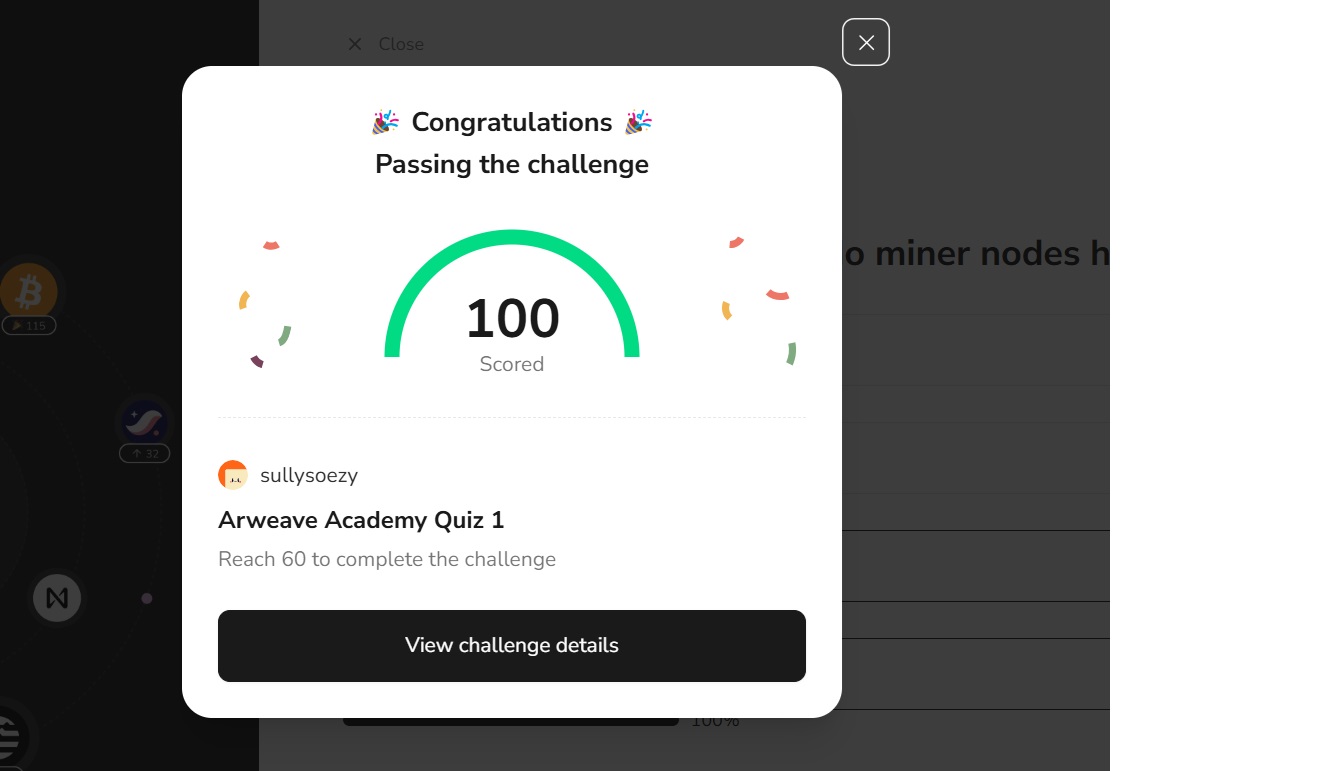 Close
🎉 Congratulations 🎉
Passing the challenge
o miner nodes h
115
100
Scored
32
sullysoezy
Arweave Academy Quiz 1
Reach 60 to complete the challenge
View challenge details
100%